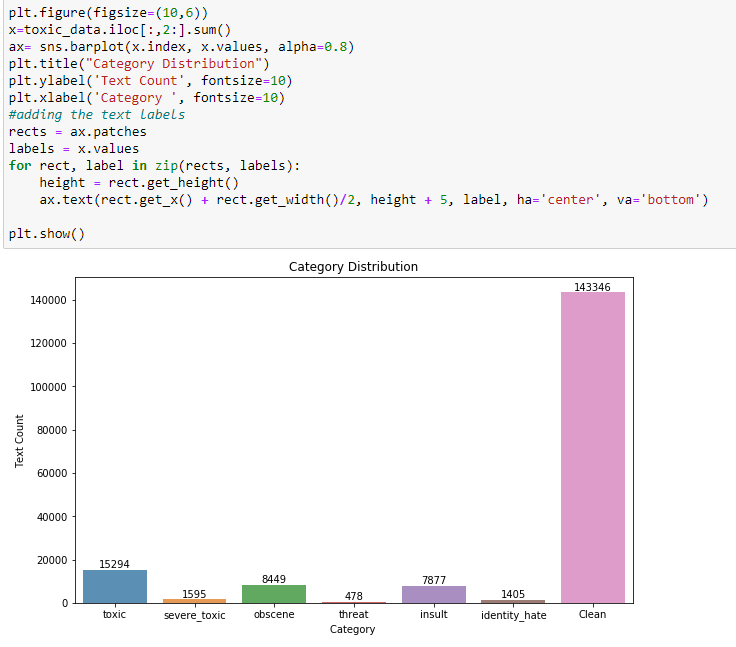 plt.figure(figsize=(10,6))
x=toxic_data.iloc[:,2:].sum()
ax= sns.barplot(x.index, x.values, alpha=0.8)
plt.title("Category Distribution")
plt.ylabel('Text Count', fontsize=10)
plt.xlabel('Category ', fontsize=10)
#adding the text labels
rects = ax.patches
labels = x.values
for rect, label in zip(rects, labels):
    height = rect.get_height()
    ax.text(rect.get_x() + rect.get_width()/2, height + 5, label, ha='center', va='bottom')
plt.show()
Category Distribution
140000
120000
100000
80000
60000
40000
20000
0
Text Count
15294
1595
8449
478
7877
1405
143346
toxic severe_toxic obscene threat insult identity_hate Clean
Category